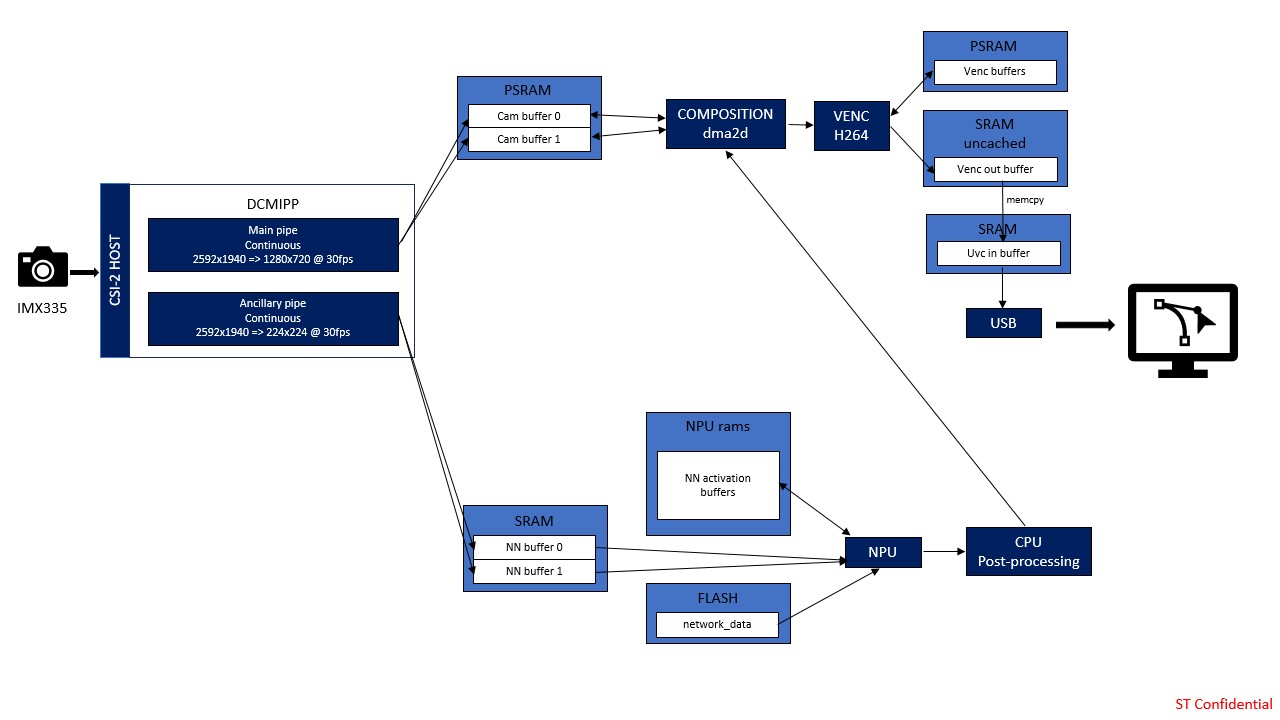 PSRAM
Venc buffers
PSRAM
Cam buffer 0
Cam buffer 1
COMPOSITION
dma2d
VENC
H264
SRAM
uncached
Venc out buffer
memcpy
SRAM
Uvc in buffer
USB
DCMIPP
CSI-2 HOST
Main pipe
Continuous
2592x1940 => 1280x720 @ 30fps
Ancillary pipe
Continuous
2592x1940 => 224x224 @ 30fps
IMX335
NPU rams
NN activation
buffers
SRAM
NN buffer 0
NN buffer 1
NPU
CPU
Post-processing
FLASH
network_data
ST Confidential